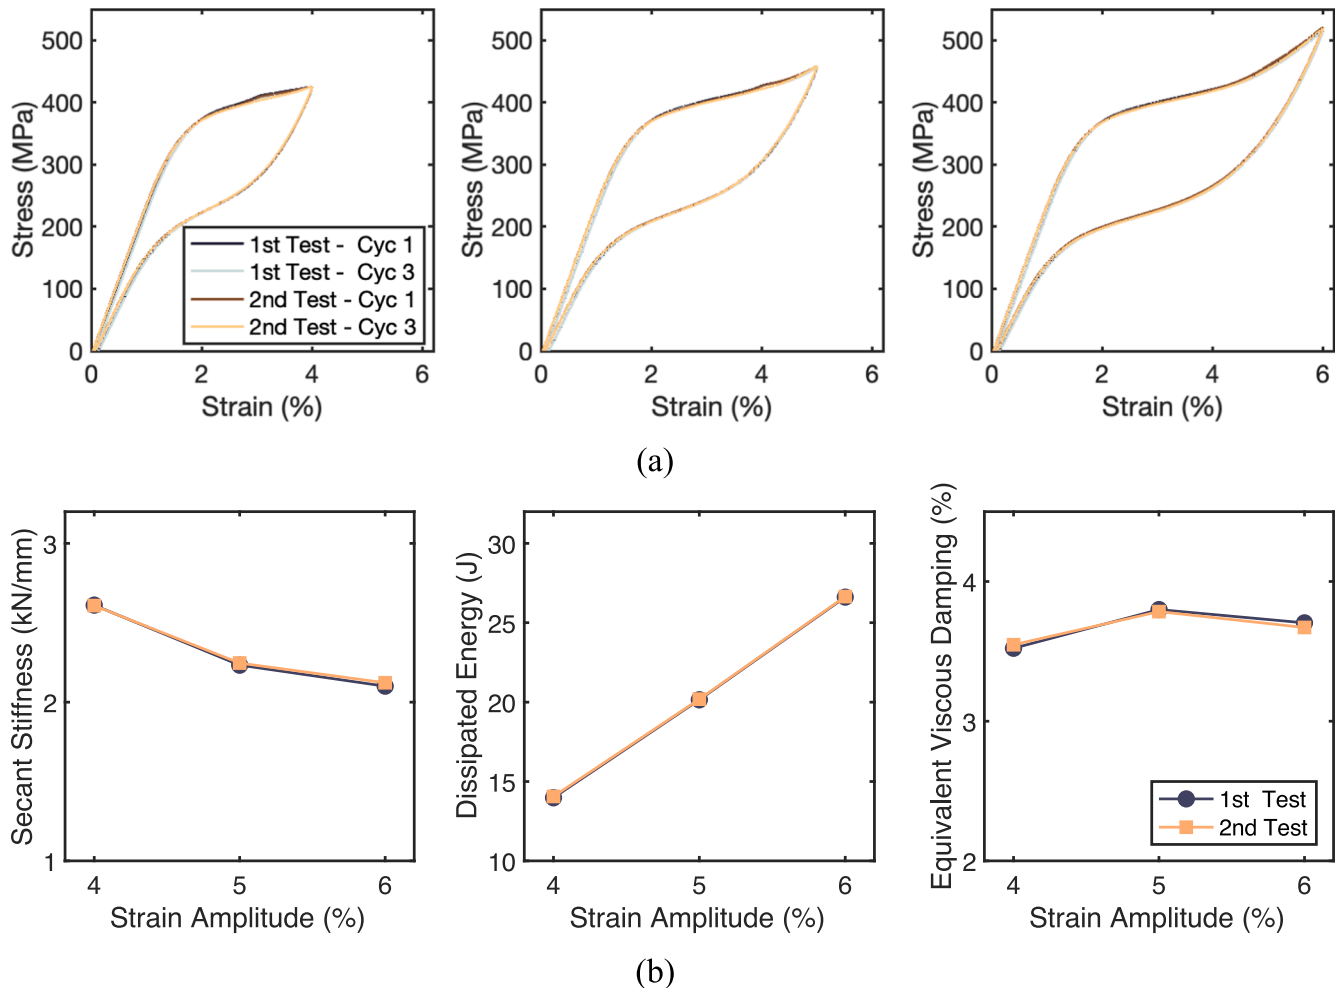 500
400
300
200
100
0
Stress (MPa)
0 2 4 6
Strain (%)
1st Test - Cyc 1
1st Test - Cyc 3
2nd Test - Cyc 1
2nd Test - Cyc 3
500
400
300
200
100
0
Stress (MPa)
0 2 4 6
Strain (%)
500
400
300
200
100
0
Stress (MPa)
0 2 4 6
Strain (%)
(a)
3
2
1
Secant Stiffness (kN/mm)
4 5 6
Strain Amplitude (%)
30
25
20
15
10
Dissipated Energy (J)
4 5 6
Strain Amplitude (%)
4
3
2
Equivalent Viscous Damping (%)
4 5 6
Strain Amplitude (%)
1st Test
2nd Test
(b)